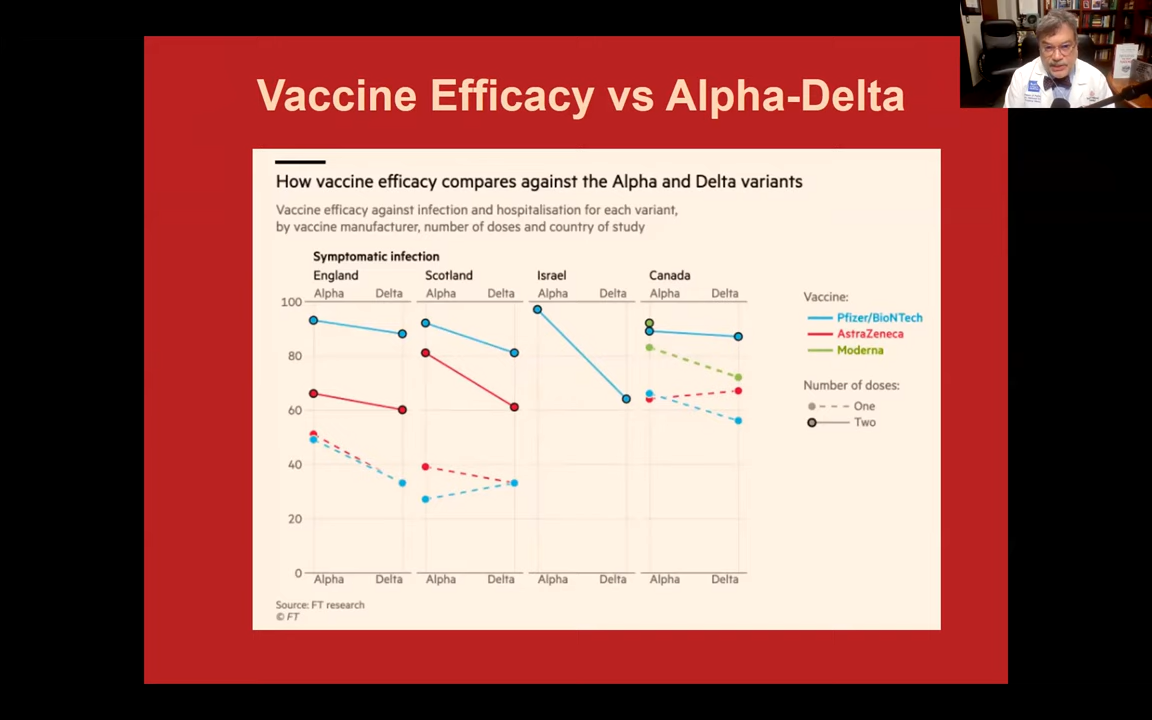 Vaccine Efficacy vs Alpha-Delta
How vaccine efficacy compares against the Alpha and Delta variants
Vaccine efficacy against infection and hospitalisation for each variant,
by vaccine manufacturer, number of doses and country of study
Symptomatic infection
England Scotland Israel Canada
Alpha Delta Alpha Delta Alpha Delta Alpha Delta
100
80
60
40
20
0
Alpha Delta Alpha Delta Alpha Delta Alpha Delta
Vaccine:
Pfizer/BioNTech
AstraZeneca
Moderna
Number of doses:
One
Two
Source: FT research
© FT